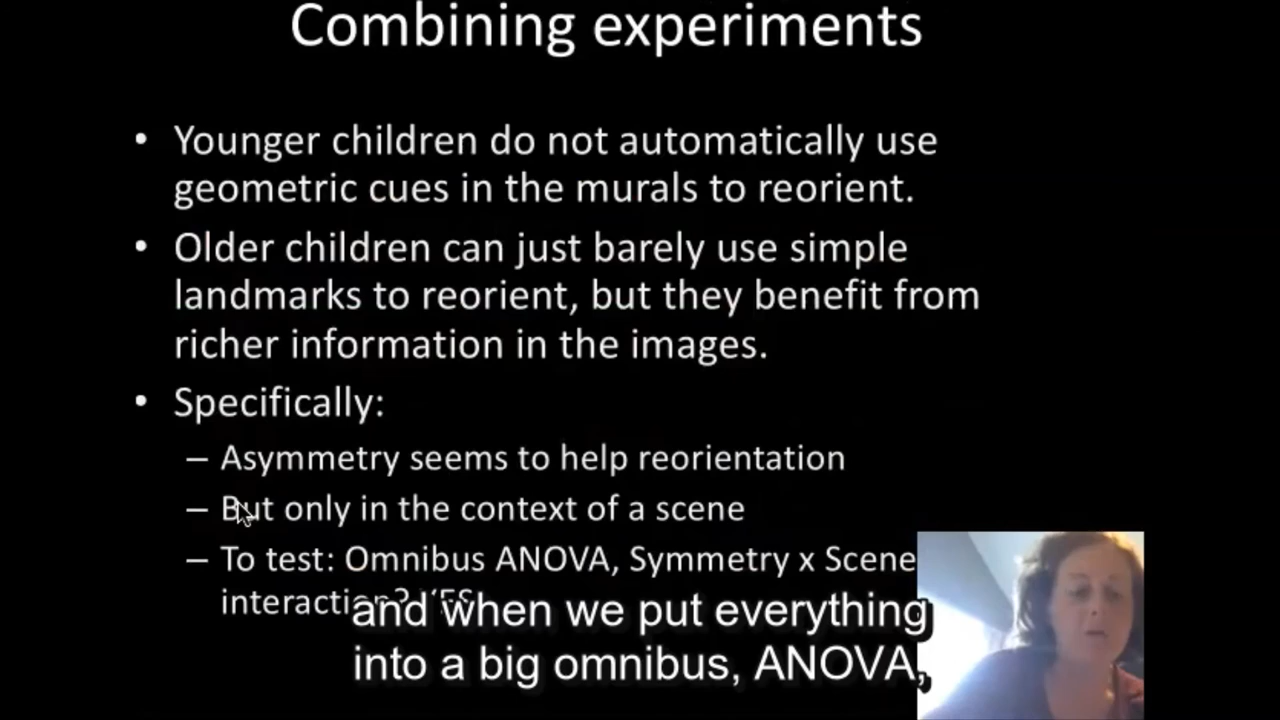 Combining experiments
• Younger children do not automatically use
geometric cues in the murals to reorient.
• Older children can just barely use simple
landmarks to reorient, but they benefit from
richer information in the images.
• Specifically:
– Asymmetry seems to help reorientation
– But only in the context of a scene
– To test: Omnibus ANOVA, Symmetry x Scene
and when we put everything
into a big omnibus, ANOVA,